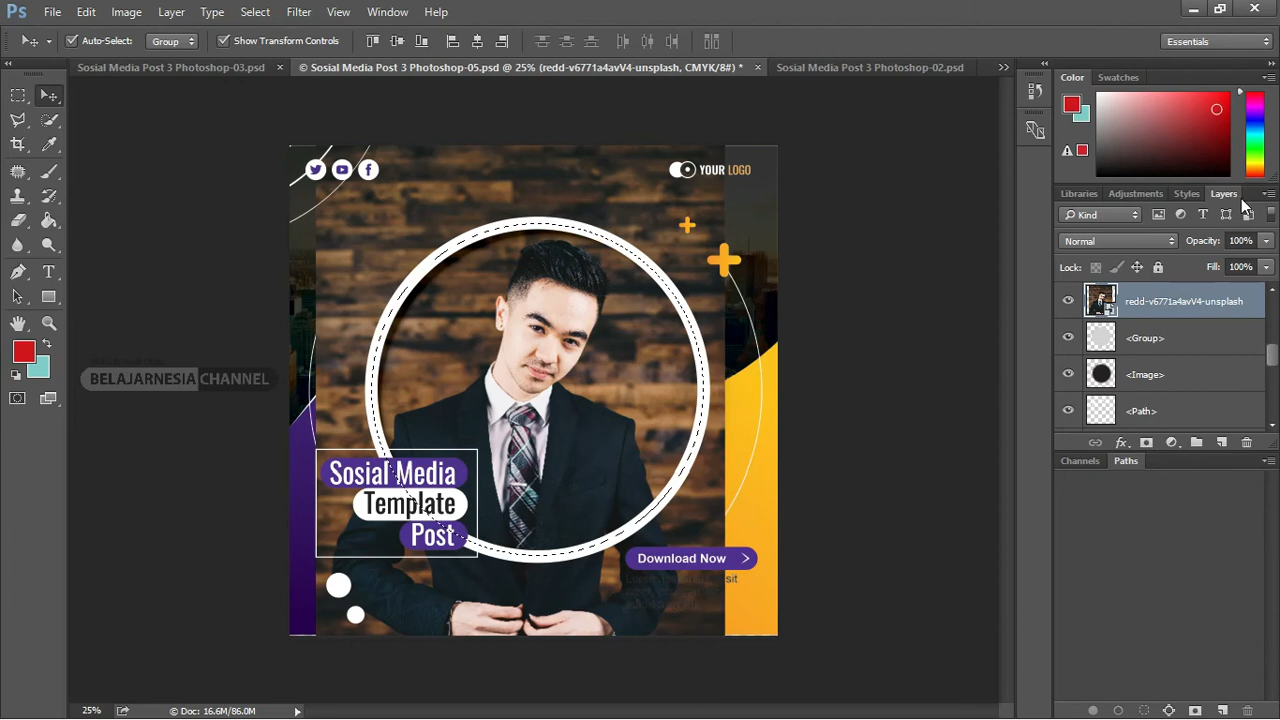 Ps File Edit Image Layer Type Select Filter View Window Help
Auto-Select: Group Show Transform Controls Essentials
Sosial Media Post 3 Photoshop-03.psd × © Sosial Media Post 3 Photoshop-05.psd @ 25% (redd-v6771a4avV4-unsplash, CMYK/8#) * × Sosial Media Post 3 Photoshop-02.psd
Color Swatches
YOUR LOGO
Libraries Adjustments Styles Layers
Kind
Normal Opacity: 100%
Lock: Fill: 100%
redd-v6771a4avV4-unsplash
<Group>
<Image>
<Path>
BELAJARNESIA CHANNEL
Channels Paths
Sosial Media
Template
Post
Download Now
sit
25% © Doc: 16.6M/86.0M